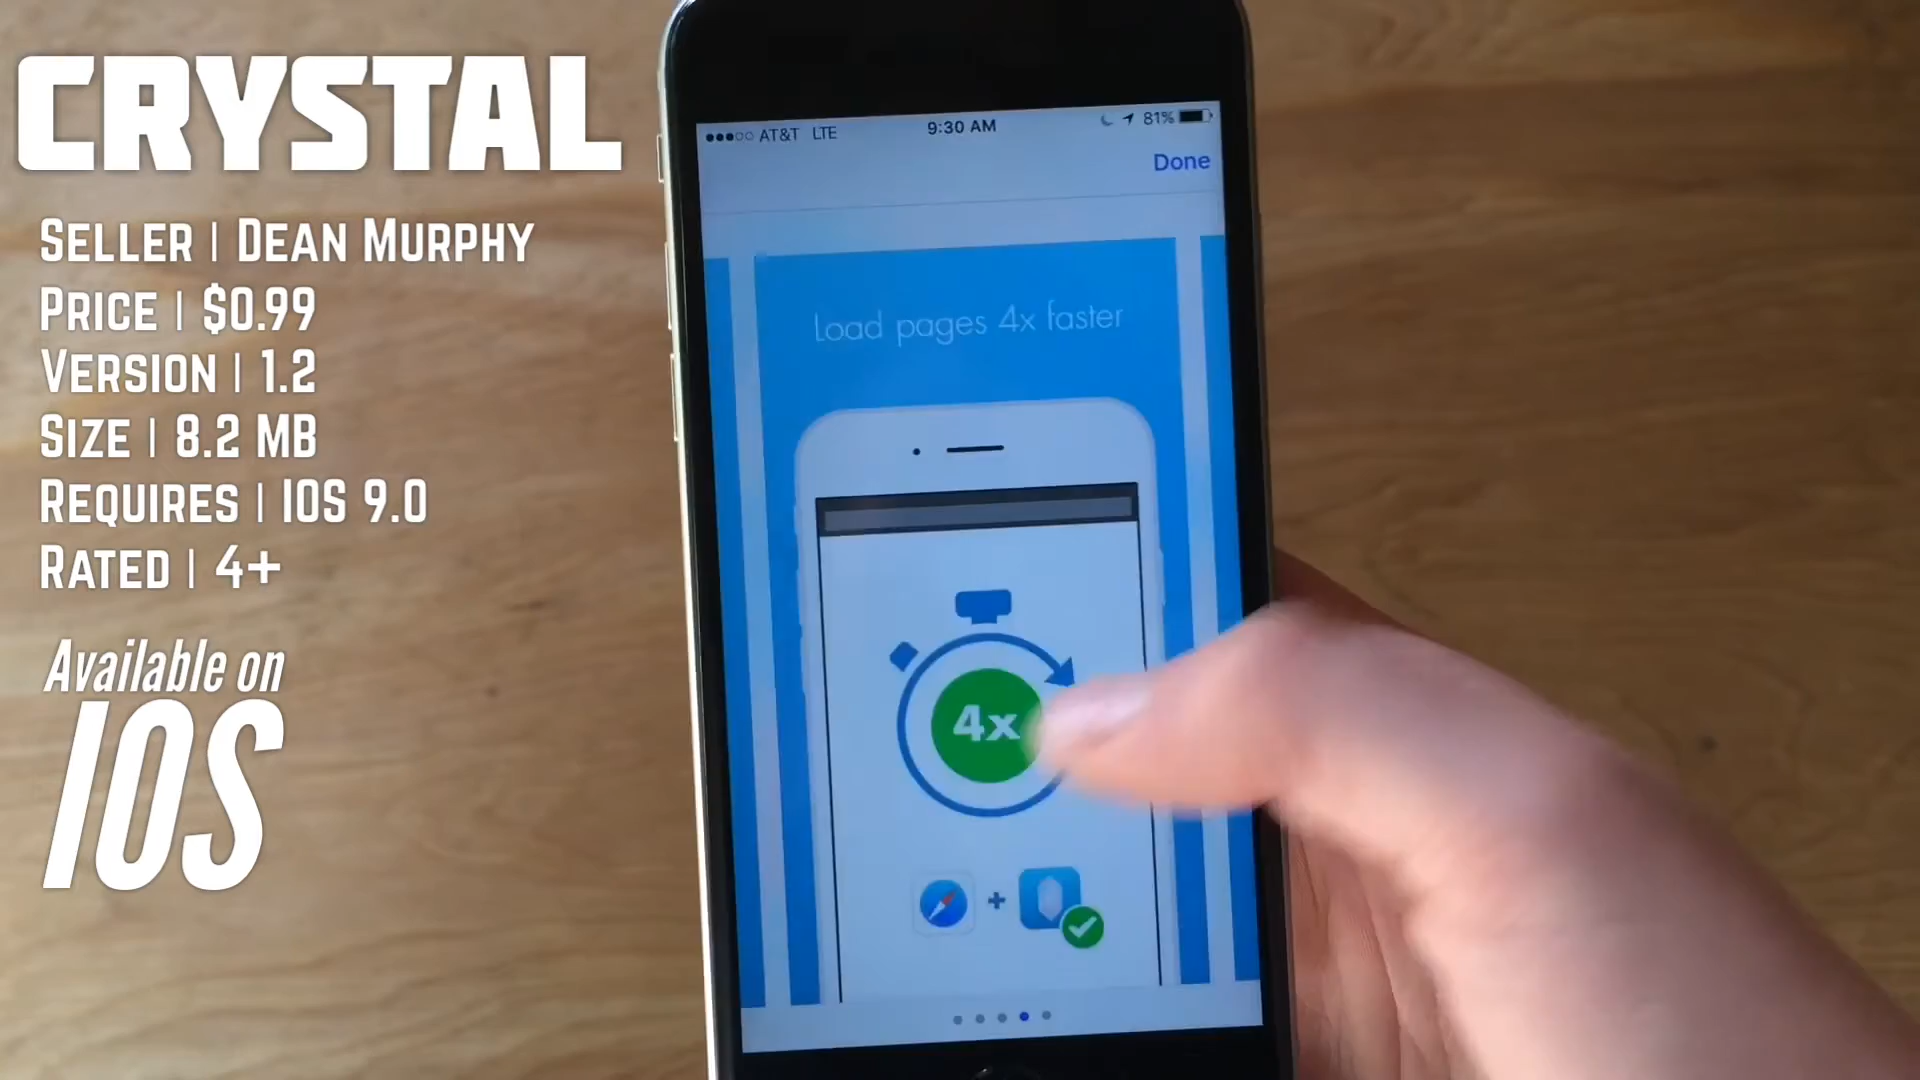 CRYSTAL
SELLER | DEAN MURPHY
PRICE | $0.99
VERSION | 1.2
SIZE | 8.2 MB
REQUIRES | IOS 9.0
RATED | 4+
Available on
IOS
AT&T LTE 9:30 AM 81%
Done
Load pages 4x faster
4x
+